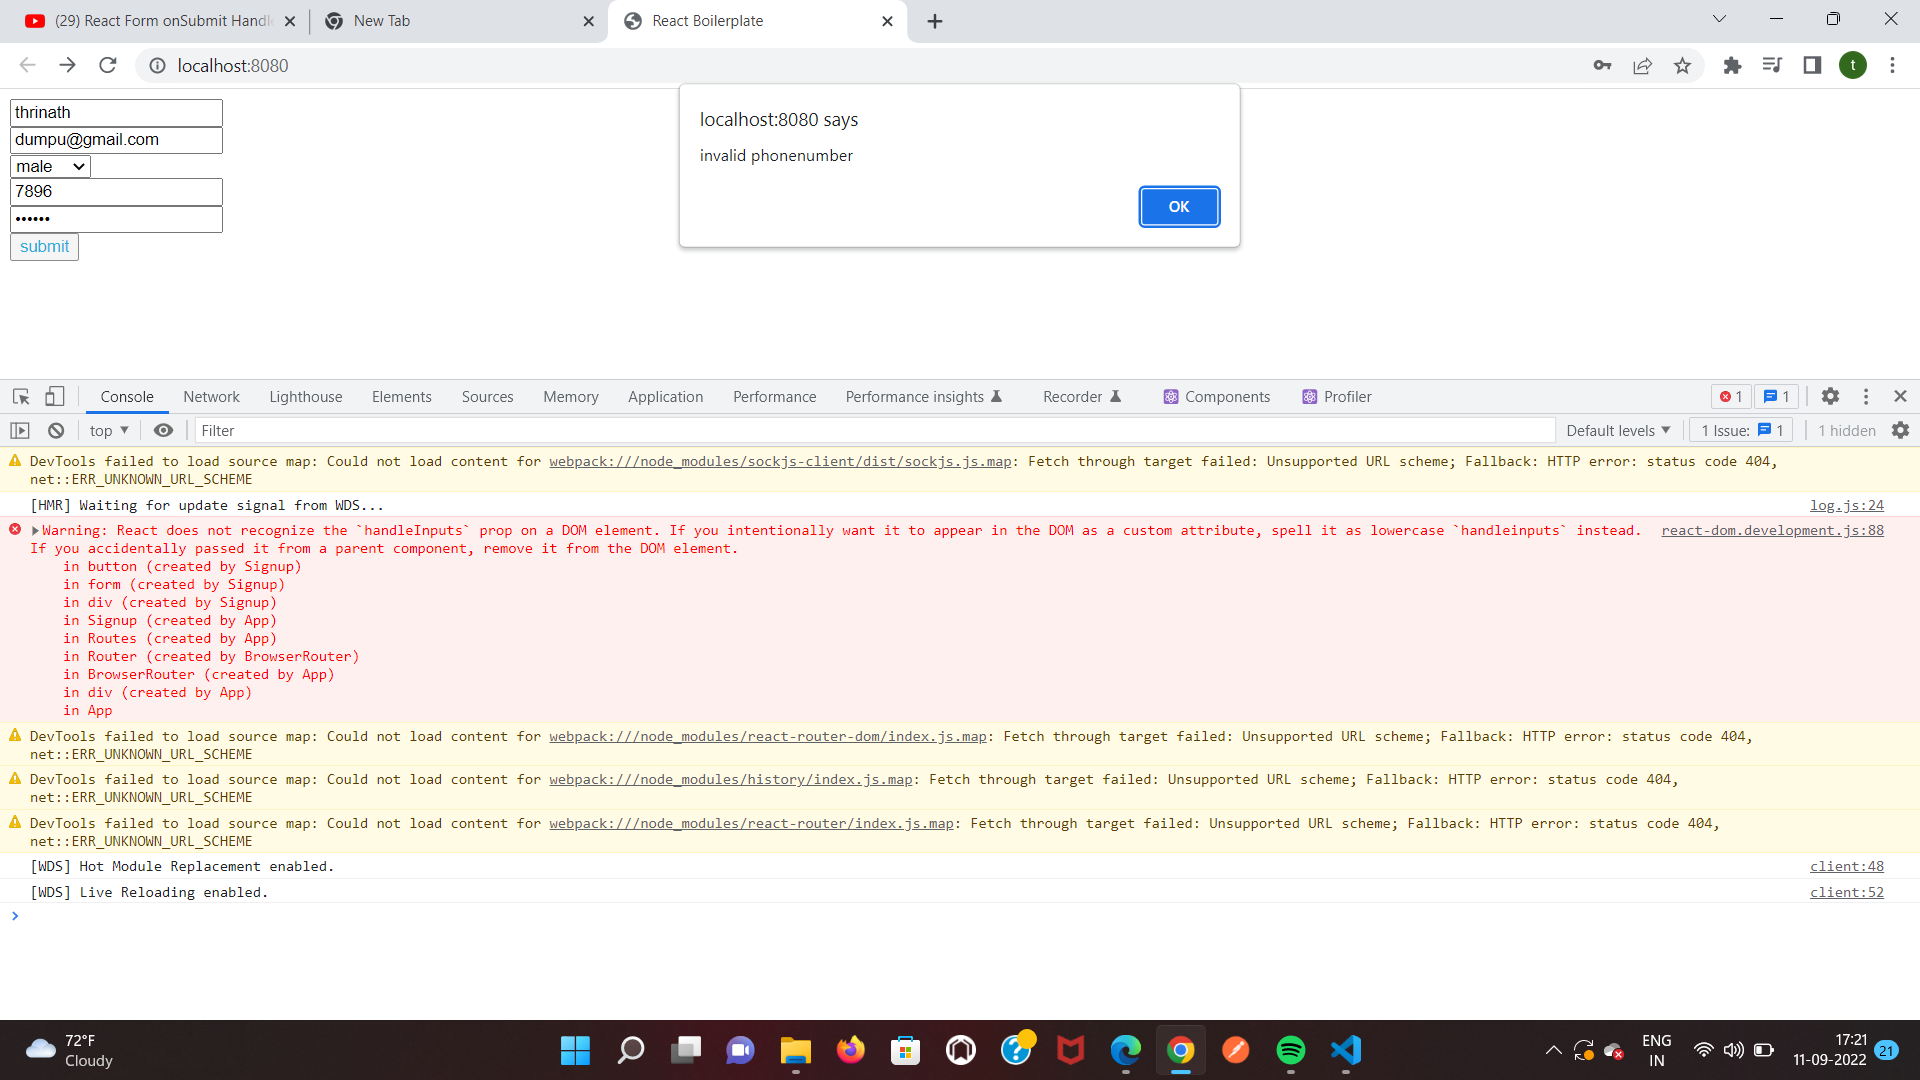 (29) React Form onSubmit Handl
New Tab
React Boilerplate
localhost:8080
t
thrinath
dumpu@gmail.com
male
7896
••••••
submit
localhost:8080 says
invalid phonenumber
OK
Console Network Lighthouse Elements Sources Memory Application Performance Performance insights Recorder Components Profiler 1 1
top Filter Default levels 1 Issue: 1 1 hidden
DevTools failed to load source map: Could not load content for webpack:///node_modules/sockjs-client/dist/sockjs.js.map: Fetch through target failed: Unsupported URL scheme; Fallback: HTTP error: status code 404,
net::ERR_UNKNOWN_URL_SCHEME
[HMR] Waiting for update signal from WDS... log.js:24
Warning: React does not recognize the `handleInputs` prop on a DOM element. If you intentionally want it to appear in the DOM as a custom attribute, spell it as lowercase `handleinputs` instead. react-dom.development.js:88
If you accidentally passed it from a parent component, remove it from the DOM element.
in button (created by Signup)
in form (created by Signup)
in div (created by Signup)
in Signup (created by App)
in Routes (created by App)
in Router (created by BrowserRouter)
in BrowserRouter (created by App)
in div (created by App)
in App
DevTools failed to load source map: Could not load content for webpack:///node_modules/react-router-dom/index.js.map: Fetch through target failed: Unsupported URL scheme; Fallback: HTTP error: status code 404,
net::ERR_UNKNOWN_URL_SCHEME
DevTools failed to load source map: Could not load content for webpack:///node_modules/history/index.js.map: Fetch through target failed: Unsupported URL scheme; Fallback: HTTP error: status code 404,
net::ERR_UNKNOWN_URL_SCHEME
DevTools failed to load source map: Could not load content for webpack:///node_modules/react-router/index.js.map: Fetch through target failed: Unsupported URL scheme; Fallback: HTTP error: status code 404,
net::ERR_UNKNOWN_URL_SCHEME
[WDS] Hot Module Replacement enabled. client:48
[WDS] Live Reloading enabled. client:52
72°F
Cloudy
ENG
IN
17:21
11-09-2022
21